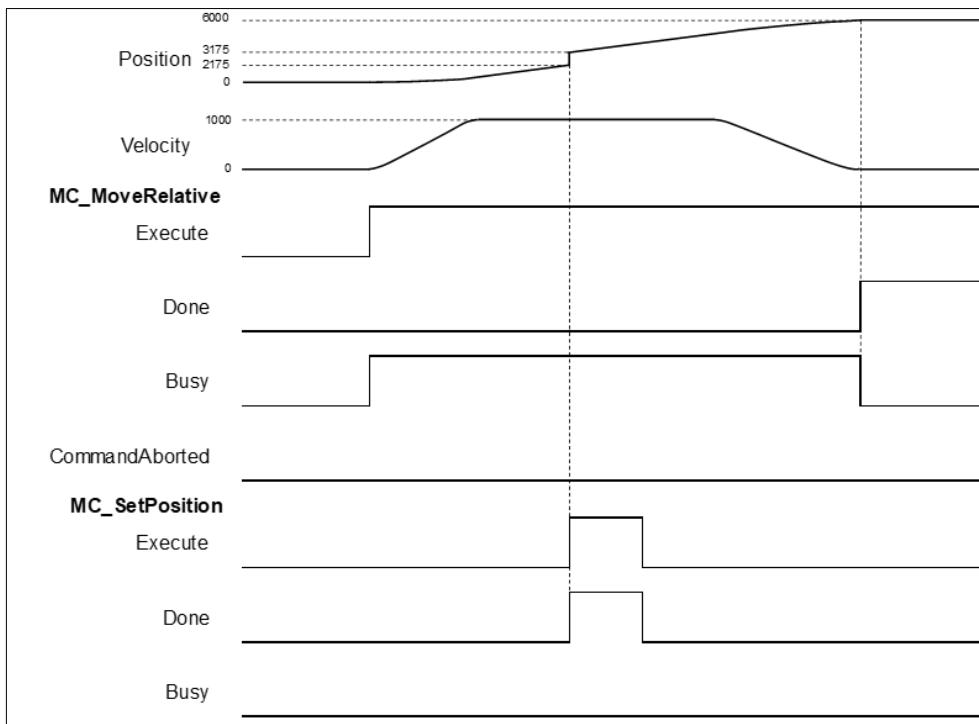 6000
3175
Position
2175
0
1000
Velocity
0
MC_MoveRelative
Execute
Done
Busy
CommandAborted
MC_SetPosition
Execute
Done
Busy